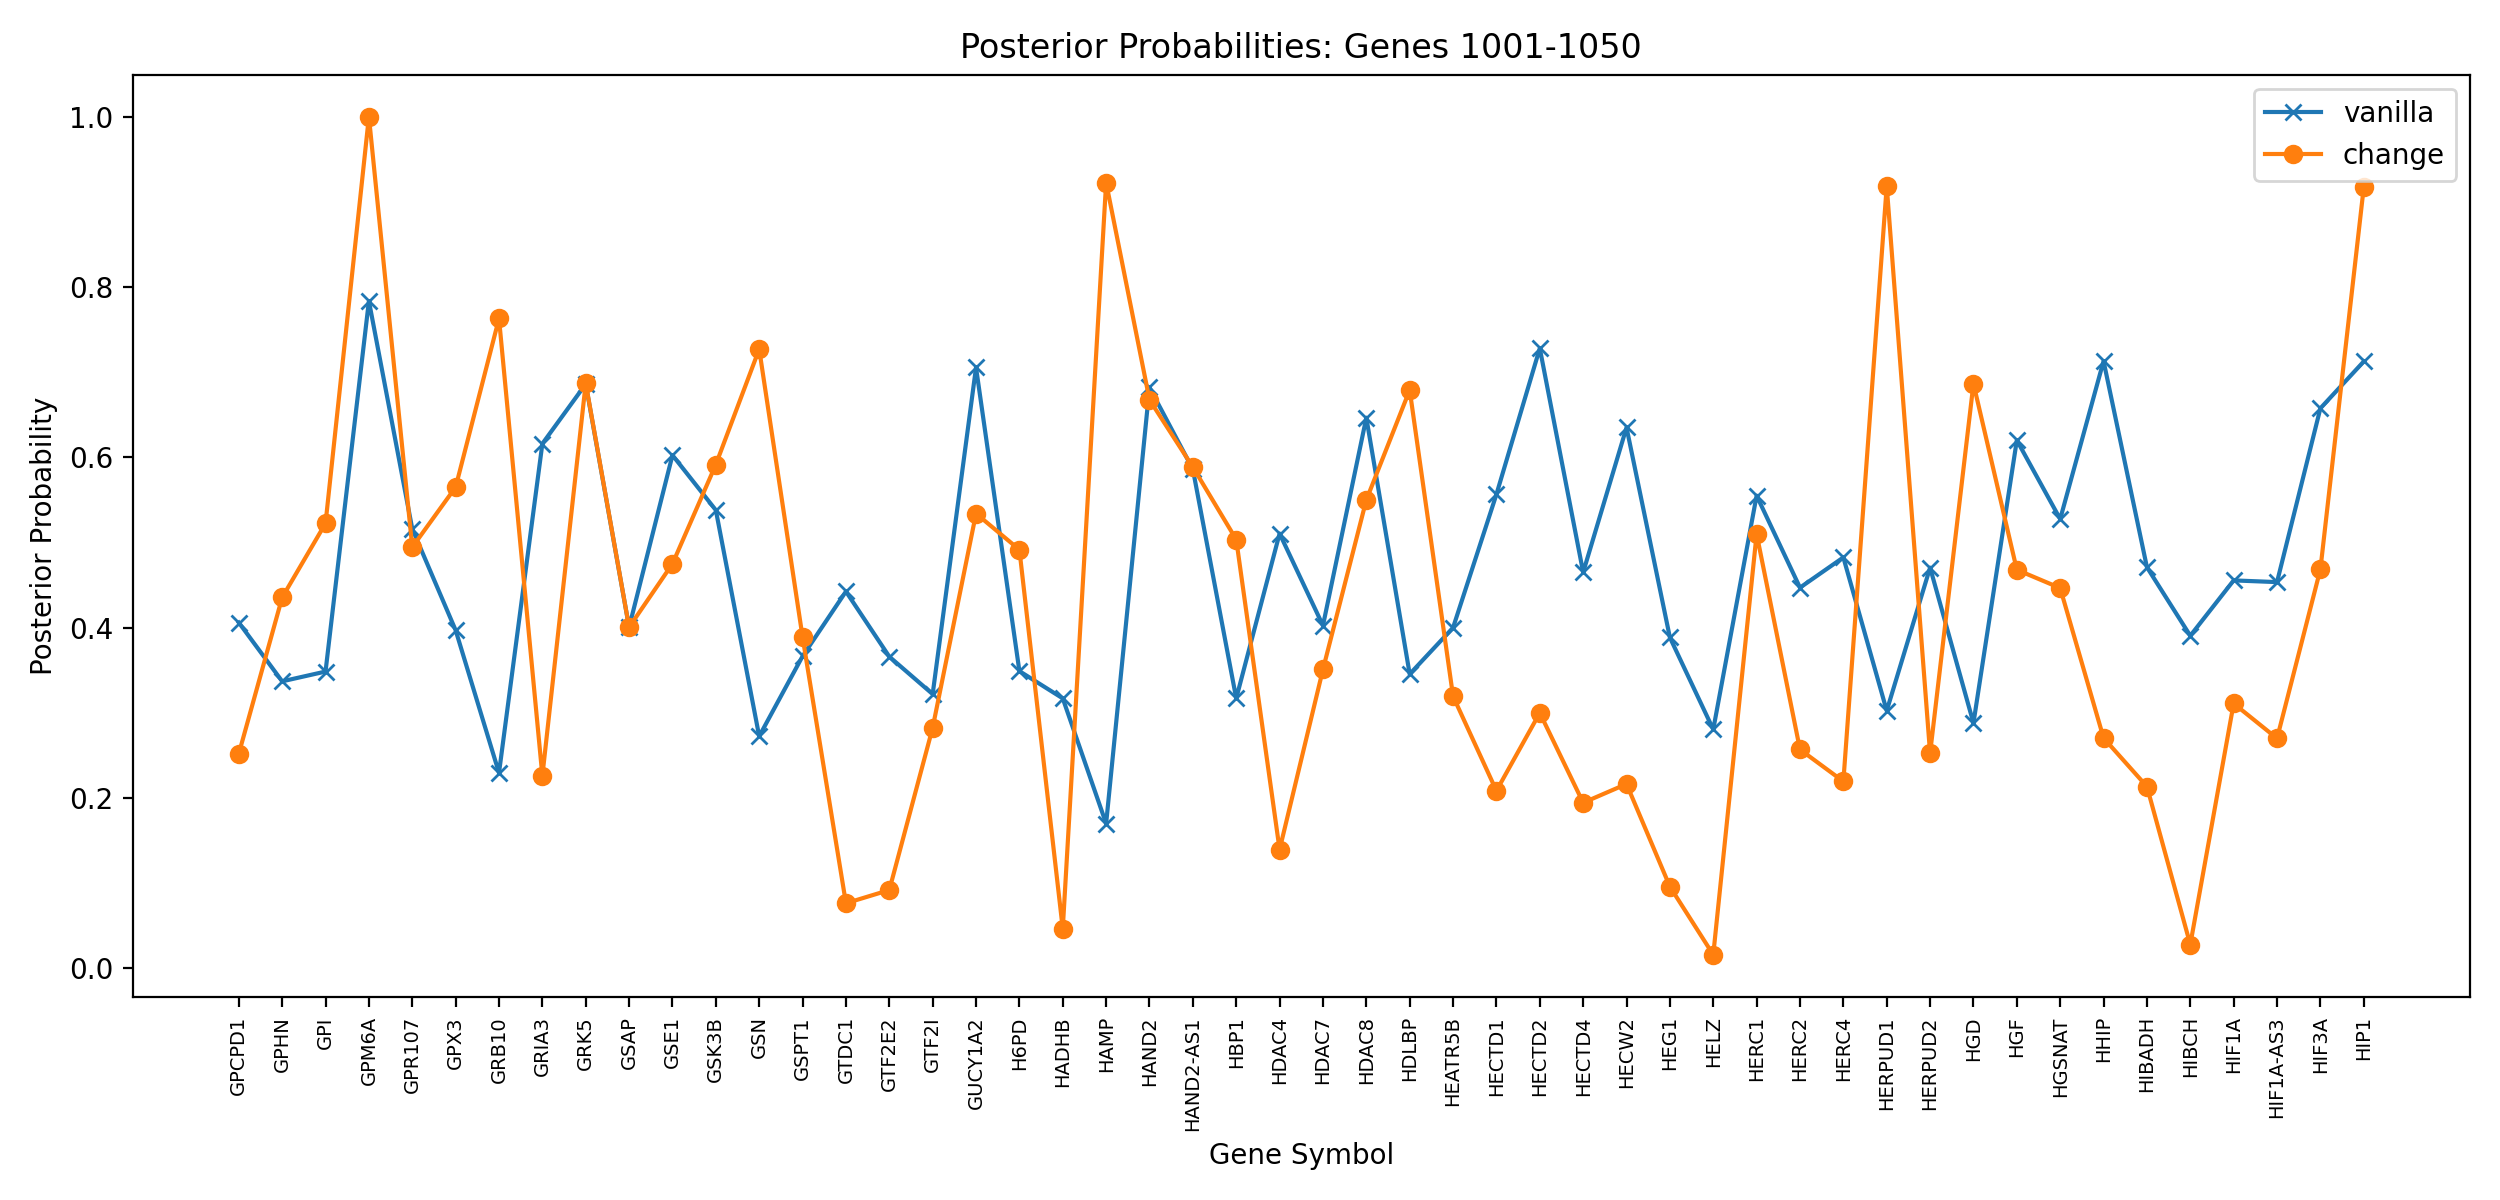 Posterior Probabilities: Genes 1001-1050
vanilla
change
Posterior Probability
1.0
0.8
0.6
0.4
0.2
0.0
GPCPD1
GPHN
GPI
GPM6A
GPR107
GPX3
GRB10
GRIA3
GRK5
GSAP
GSE1
GSK3B
GSN
GSPT1
GTDC1
GTF2E2
GTF2I
GUCY1A2
H6PD
HADHB
HAMP
HAND2
HAND2-AS1
HBP1
HDAC4
HDAC7
HDAC8
HDLBP
HEATR5B
HECTD1
HECTD2
HECTD4
HECW2
HEG1
HELZ
HERC1
HERC2
HERC4
HERPUD1
HERPUD2
HGD
HGF
HGSNAT
HHIP
HIBADH
HIBCH
HIF1A
HIF1A-AS3
HIF3A
HIP1
Gene Symbol